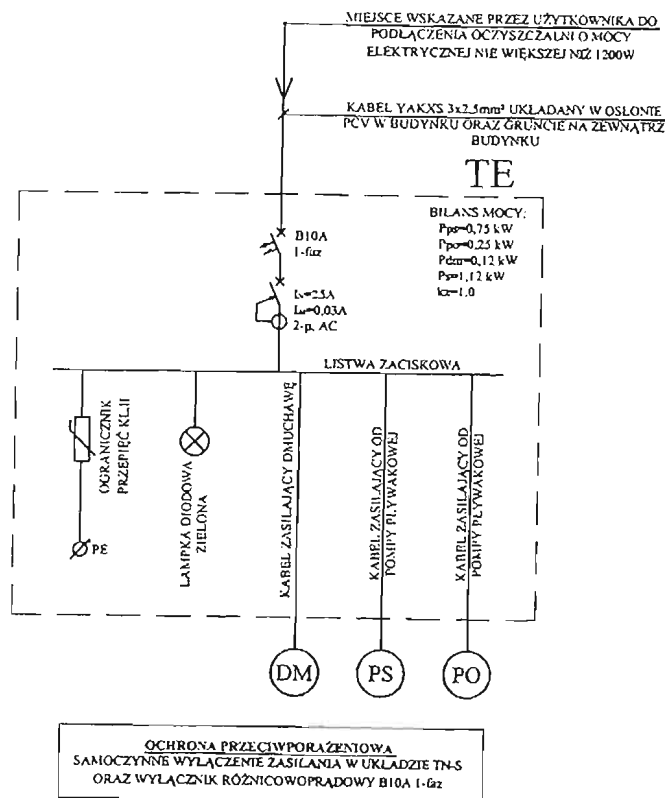 MIEJSCE WSKAZANE PRZEZ UŻYTKOWNIKA DO
PODŁĄCZENIA OCZYSZCZALNI O MOCY
ELEKTRYCZNEJ NIE WIĘKSZEJ NIŻ 1200W
KABEL YAKXS 3x2,5mm² UKŁADANY W OSŁONIE
PCV W BUDYNKU ORAZ GRUNCIE NA ZEWNĄTRZ
BUDYNKU
TE
BILANS MOCY:
Pps=0,75 kW
Ppo=0,25 kW
Pdm=0,12 kW
Ps=1,12 kW
kz=1,0
B10A
1-faz
In=25A
=0,03A
2-p, AC
LISTWA ZACISKOWA
OGRANICZNIK
PRZEPIĘĆ KL.II
PE
LAMPKA DIODOWA
ZIELONA
KABEL ZASILAJĄCY DMUCHAWĘ
KABEL ZASILAJĄCY OD
POMPY PŁYWAKOWEJ
KABEL ZASILAJĄCY OD
POMPY PŁYWAKOWEJ
DM
PS
PO
OCHRONA PRZECIWPORAŻENIOWA
SAMOCZYNNE WYŁĄCZENIE ZASILANIA W UKŁADZIE TN-S
ORAZ WYŁĄCZNIK RÓŻNICOWOPRĄDOWY B10A 1-faz